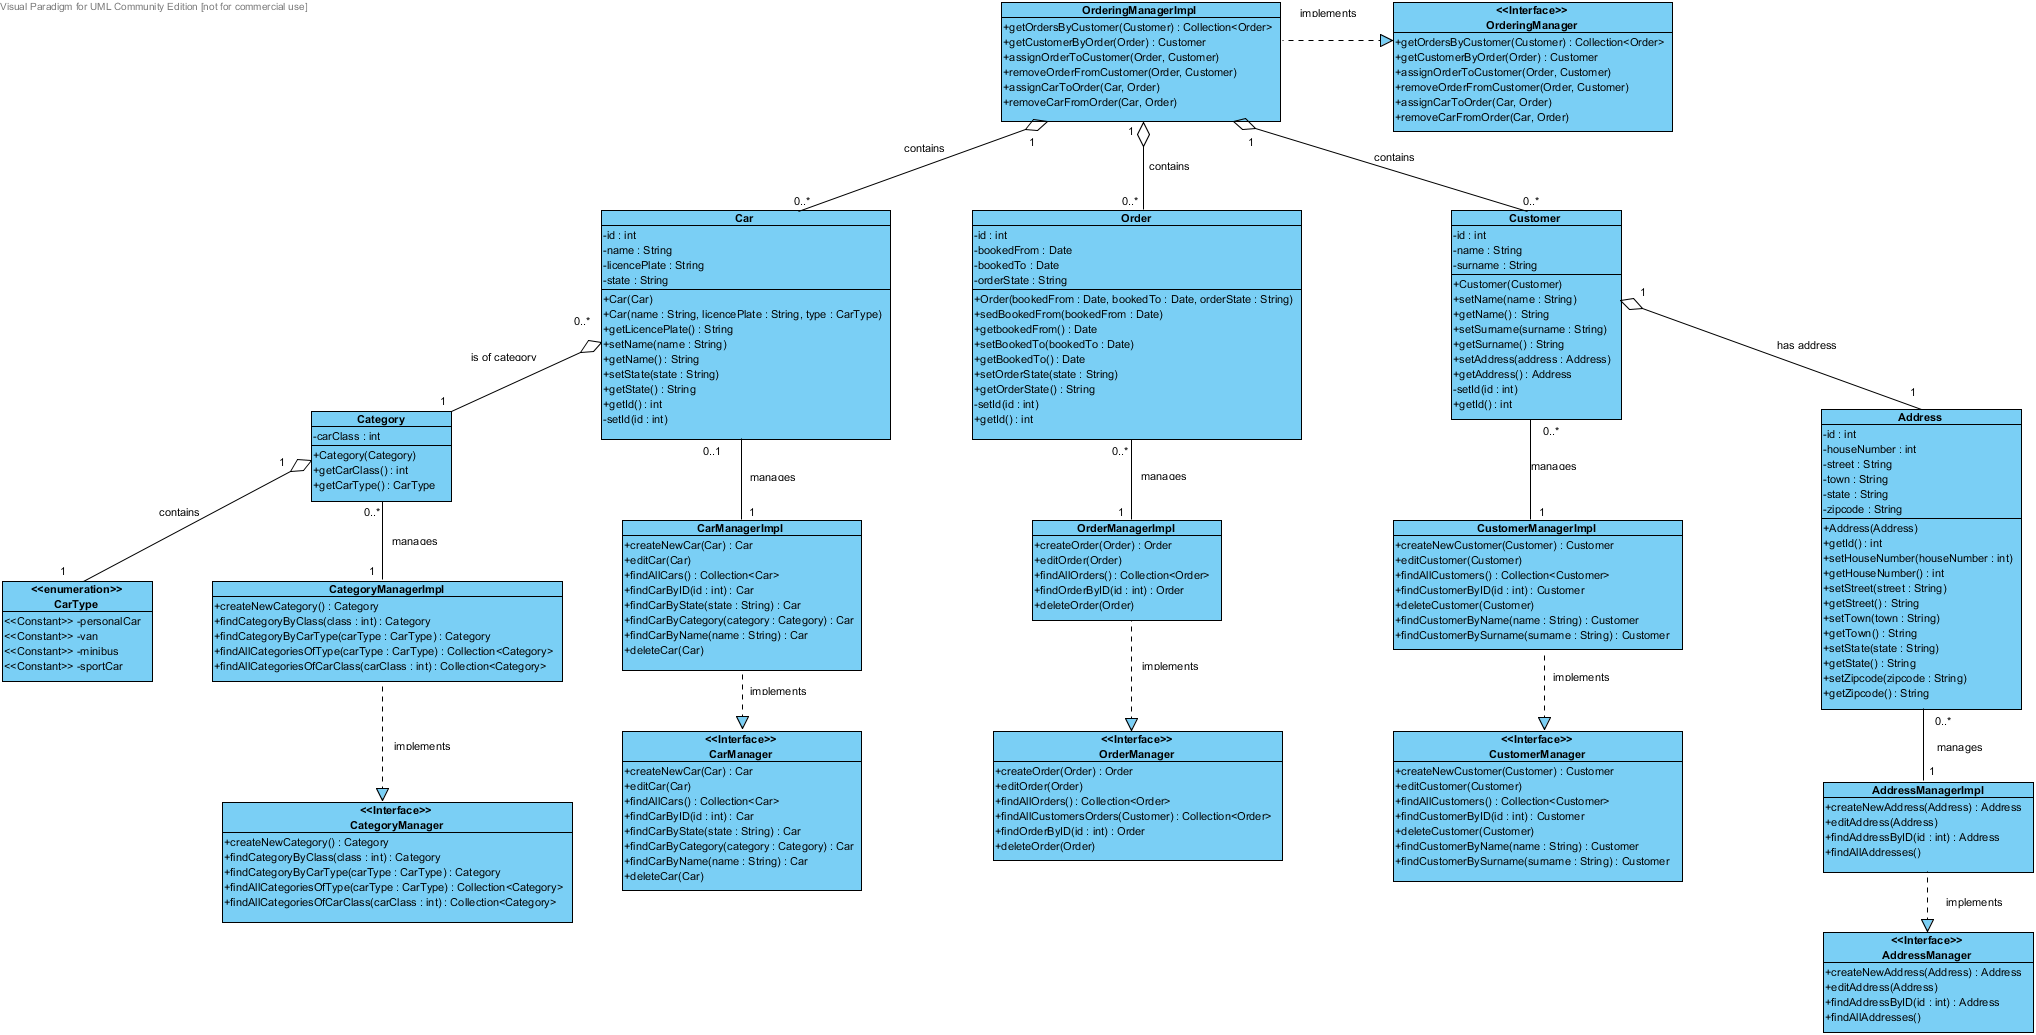 Visual Paradigm for UML Community Edition [not for commercial use]
OrderingManagerImpl
+getOrdersByCustomer(Customer) : Collection<Order>
+getCustomerByOrder(Order) : Customer
+assignOrderToCustomer(Order, Customer)
+removeOrderFromCustomer(Order, Customer)
+assignCarToOrder(Car, Order)
+removeCarFromOrder(Car, Order)
implements
<<Interface>>
OrderingManager
+getOrdersByCustomer(Customer) : Collection<Order>
+getCustomerByOrder(Order) : Customer
+assignOrderToCustomer(Order, Customer)
+removeOrderFromCustomer(Order, Customer)
+assignCarToOrder(Car, Order)
+removeCarFromOrder(Car, Order)
contains
1
0..*
1
contains
0..*
1
contains
0..*
Car
-id : int
-name : String
-licencePlate : String
-state : String
+Car(Car)
+Car(name : String, licencePlate : String, type : CarType)
+getLicencePlate() : String
+setName(name : String)
+getName() : String
+setState(state : String)
+getState() : String
+getId() : int
-setId(id : int)
Order
-id : int
-bookedFrom : Date
-bookedTo : Date
-orderState : String
+Order(bookedFrom : Date, bookedTo : Date, orderState : String)
+sedBookedFrom(bookedFrom : Date)
+getbookedFrom() : Date
+setBookedTo(bookedTo : Date)
+getBookedTo() : Date
+setOrderState(state : String)
+getOrderState() : String
-setId(id : int)
+getId() : int
Customer
-id : int
-name : String
-surname : String
+Customer(Customer)
+setName(name : String)
+getName() : String
+setSurname(surname : String)
+getSurname() : String
+setAddress(address : Address)
+getAddress() : Address
-setId(id : int)
+getId() : int
0..*
is of category
1
1
has address
1
Category
-carClass : int
+Category(Category)
+getCarClass() : int
+getCarType() : CarType
1
contains
1
0..*
manages
1
0..1
manages
1
0..*
manages
1
0..*
manages
1
Address
-id : int
-houseNumber : int
-street : String
-town : String
-state : String
-zipcode : String
+Address(Address)
+getId() : int
+setHouseNumber(houseNumber : int)
+getHouseNumber() : int
+setStreet(street : String)
+getStreet() : String
+setTown(town : String)
+getTown() : String
+setState(state : String)
+getState() : String
+setZipcode(zipcode : String)
+getZipcode() : String
<<enumeration>>
CarType
<<Constant>> -personalCar
<<Constant>> -van
<<Constant>> -minibus
<<Constant>> -sportCar
CategoryManagerImpl
+createNewCategory() : Category
+findCategoryByClass(class : int) : Category
+findCategoryByCarType(carType : CarType) : Category
+findAllCategoriesOfType(carType : CarType) : Collection<Category>
+findAllCategoriesOfCarClass(carClass : int) : Collection<Category>
CarManagerImpl
+createNewCar(Car) : Car
+editCar(Car)
+findAllCars() : Collection<Car>
+findCarByID(id : int) : Car
+findCarByState(state : String) : Car
+findCarByCategory(category : Category) : Car
+findCarByName(name : String) : Car
+deleteCar(Car)
OrderManagerImpl
+createOrder(Order) : Order
+editOrder(Order)
+findAllOrders() : Collection<Order>
+findOrderByID(id : int) : Order
+deleteOrder(Order)
CustomerManagerImpl
+createNewCustomer(Customer) : Customer
+editCustomer(Customer)
+findAllCustomers() : Collection<Customer>
+findCustomerByID(id : int) : Customer
+deleteCustomer(Customer)
+findCustomerByName(name : String) : Customer
+findCustomerBySurname(surname : String) : Customer
implements
implements
implements
implements
<<Interface>>
CategoryManager
+createNewCategory() : Category
+findCategoryByClass(class : int) : Category
+findCategoryByCarType(carType : CarType) : Category
+findAllCategoriesOfType(carType : CarType) : Collection<Category>
+findAllCategoriesOfCarClass(carClass : int) : Collection<Category>
<<Interface>>
CarManager
+createNewCar(Car) : Car
+editCar(Car)
+findAllCars() : Collection<Car>
+findCarByID(id : int) : Car
+findCarByState(state : String) : Car
+findCarByCategory(category : Category) : Car
+findCarByName(name : String) : Car
+deleteCar(Car)
<<Interface>>
OrderManager
+createOrder(Order) : Order
+editOrder(Order)
+findAllOrders() : Collection<Order>
+findAllCustomersOrders(Customer) : Collection<Order>
+findOrderByID(id : int) : Order
+deleteOrder(Order)
<<Interface>>
CustomerManager
+createNewCustomer(Customer) : Customer
+editCustomer(Customer)
+findAllCustomers() : Collection<Customer>
+findCustomerByID(id : int) : Customer
+deleteCustomer(Customer)
+findCustomerByName(name : String) : Customer
+findCustomerBySurname(surname : String) : Customer
0..*
manages
1
AddressManagerImpl
+createNewAddress(Address) : Address
+editAddress(Address)
+findAddressByID(id : int) : Address
+findAllAddresses()
implements
<<Interface>>
AddressManager
+createNewAddress(Address) : Address
+editAddress(Address)
+findAddressByID(id : int) : Address
+findAllAddresses()